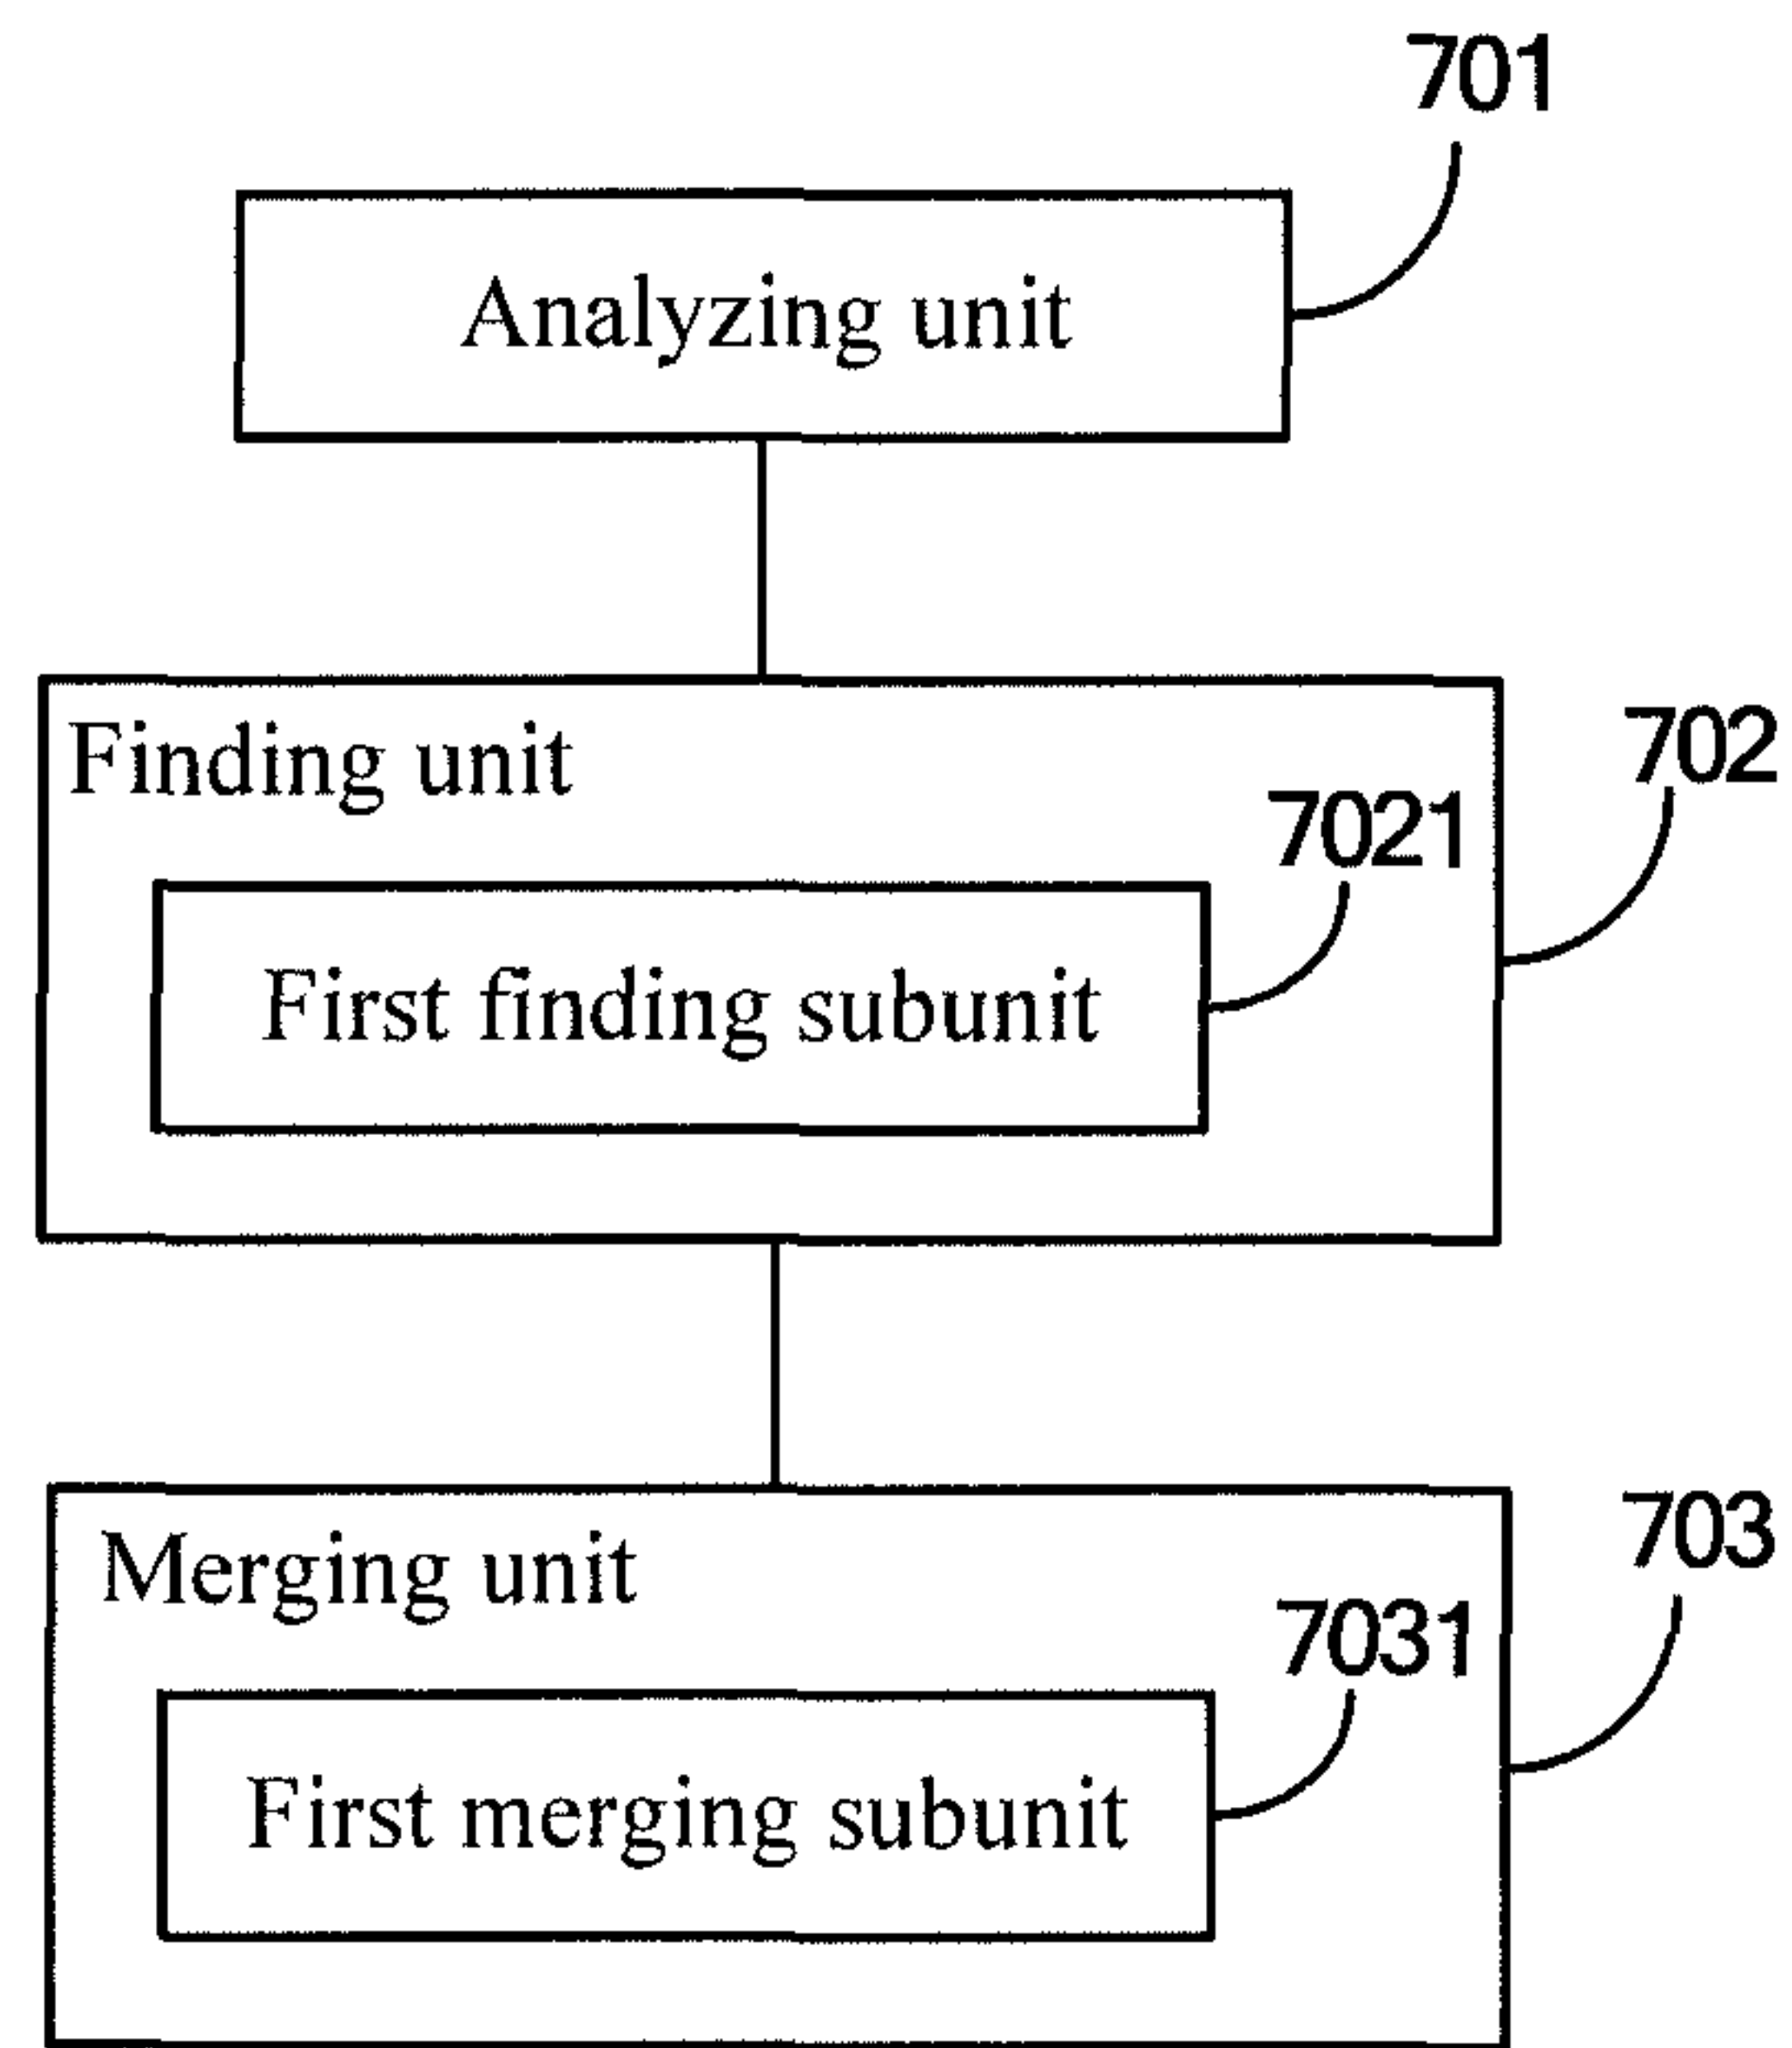 701
Analyzing unit
702
Finding unit
7021
First finding subunit
703
Merging unit
7031
First merging subunit